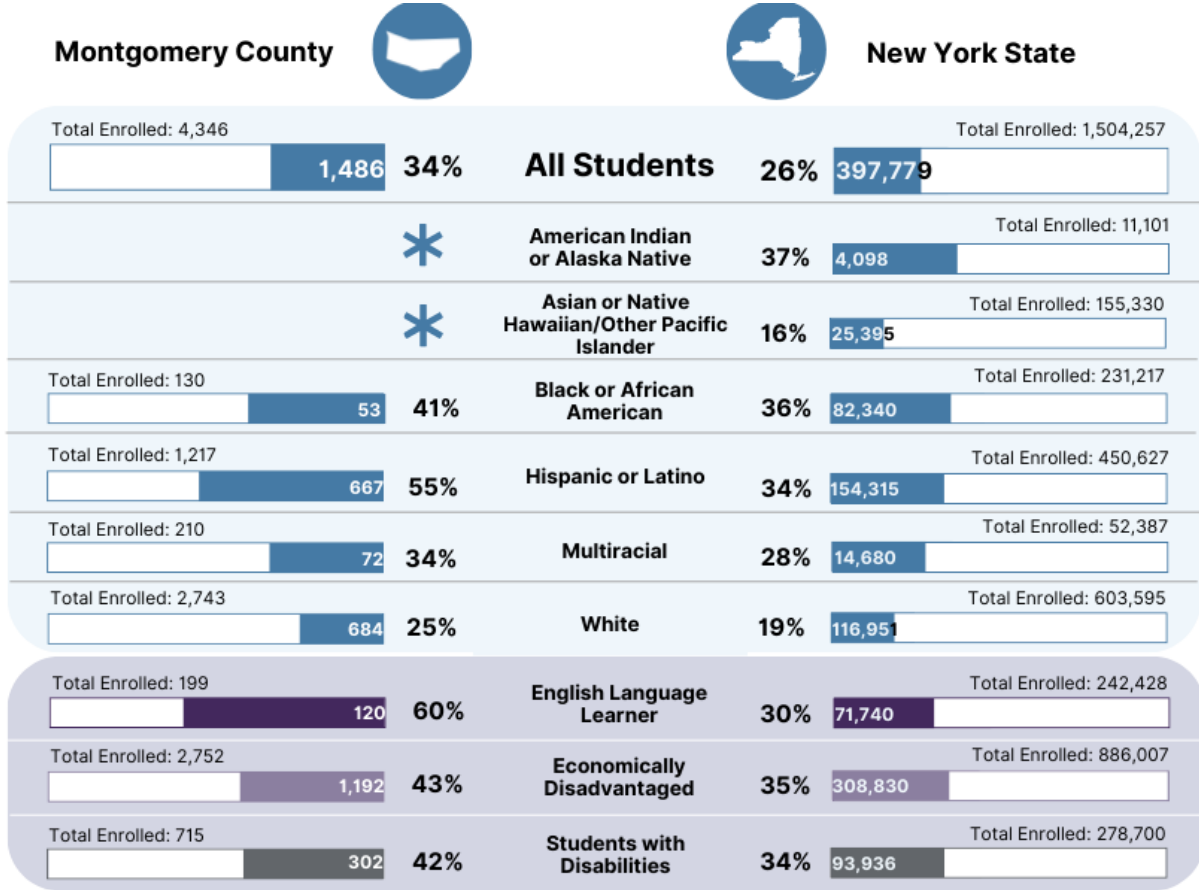 Montgomery County
New York State
Total Enrolled: 4,346
1,486
34%
All Students
26%
Total Enrolled: 1,504,257
397,779
*
American Indian
or Alaska Native
37%
Total Enrolled: 11,101
4,098
*
Asian or Native
Hawaiian/Other Pacific
Islander
16%
Total Enrolled: 155,330
25,395
Total Enrolled: 130
53
41%
Black or African
American
36%
Total Enrolled: 231,217
82,340
Total Enrolled: 1,217
667
55%
Hispanic or Latino
34%
Total Enrolled: 450,627
154,315
Total Enrolled: 210
72
34%
Multiracial
28%
Total Enrolled: 52,387
14,680
Total Enrolled: 2,743
684
25%
White
19%
Total Enrolled: 603,595
116,951
Total Enrolled: 199
120
60%
English Language
Learner
30%
Total Enrolled: 242,428
71,740
Total Enrolled: 2,752
1,192
43%
Economically
Disadvantaged
35%
Total Enrolled: 886,007
308,830
Total Enrolled: 715
302
42%
Students with
Disabilities
34%
Total Enrolled: 278,700
93,936